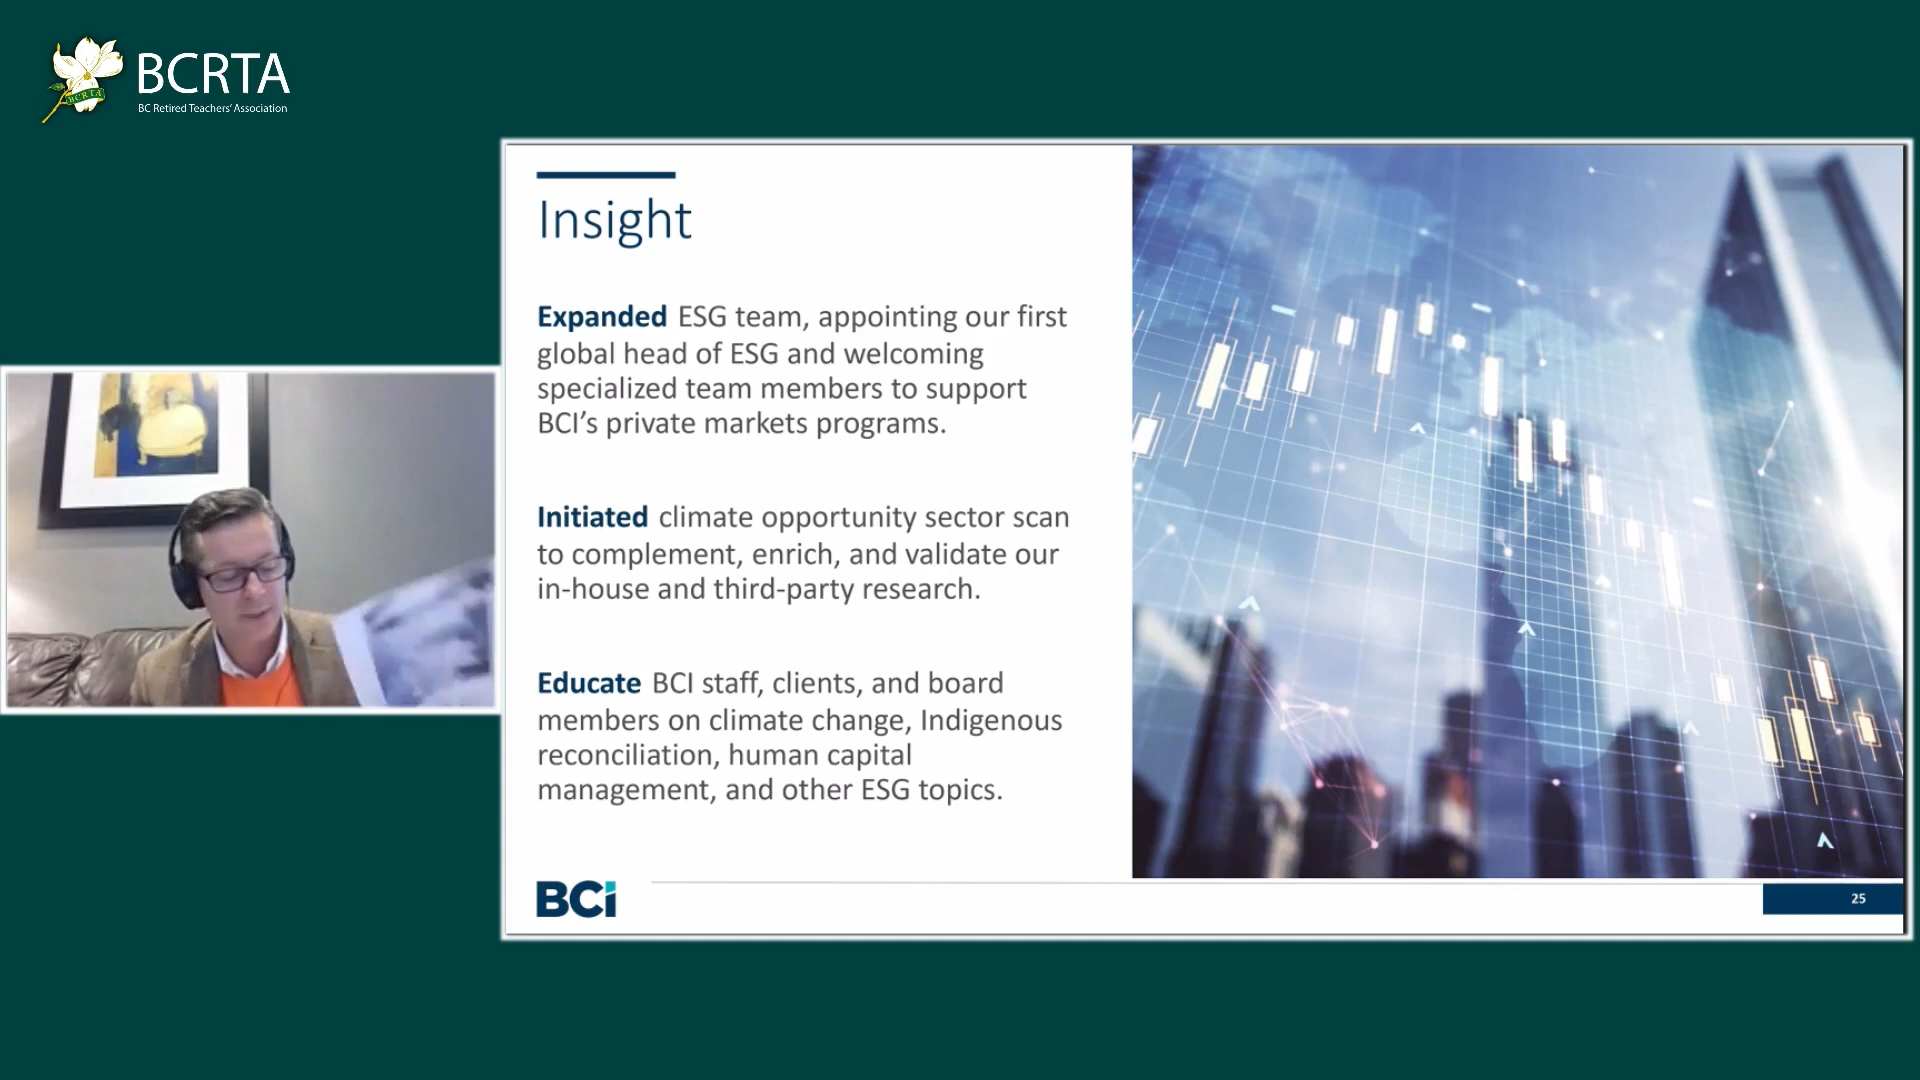 BCRTA
BC Retired Teachers' Association
BCRTA
Insight
Expanded ESG team, appointing our first
global head of ESG and welcoming
specialized team members to support
BCI's private markets programs.
Initiated climate opportunity sector scan
to complement, enrich, and validate our
in-house and third-party research.
Educate BCI staff, clients, and board
members on climate change, Indigenous
reconciliation, human capital
management, and other ESG topics.
BCi
25